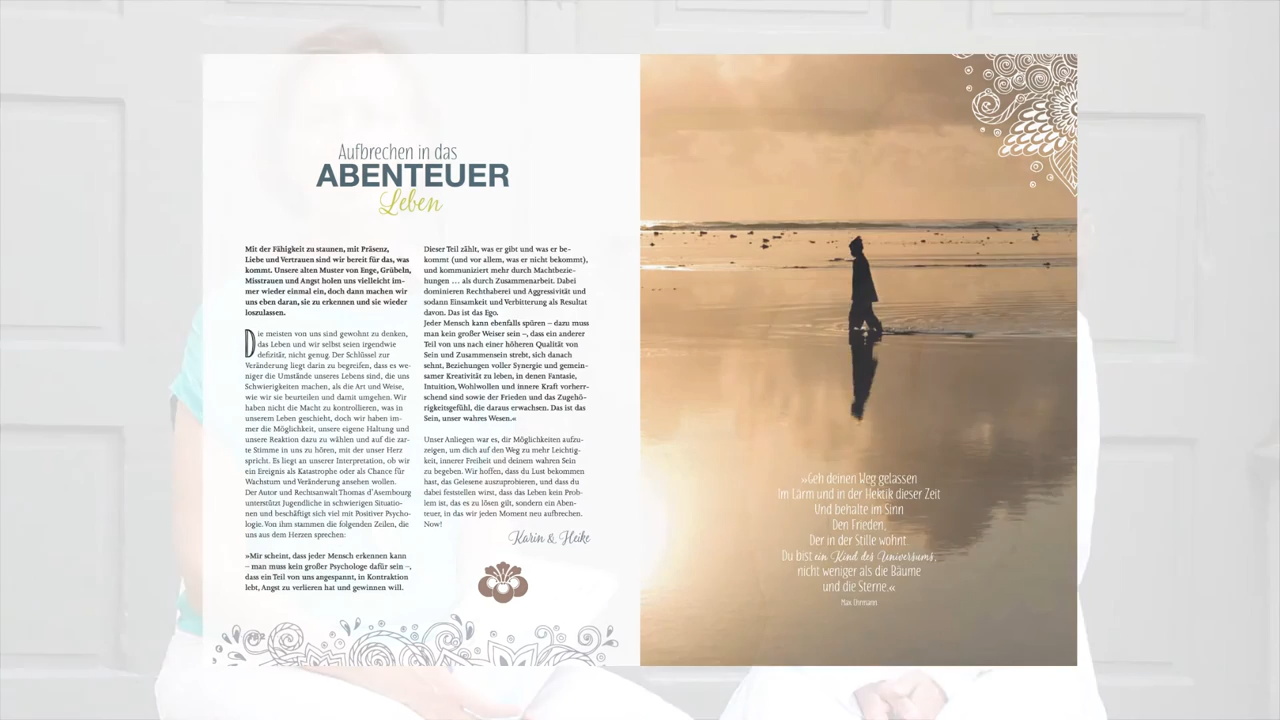 Aufbrechen in das
ABENTEUER
Leben
Mit der Fähigkeit zu staunen, mit Präsenz,
Liebe und Vertrauen sind wir bereit für das, was
kommt. Unsere alten Muster von Enge, Grübeln,
Misstrauen und Angst holen uns vielleicht im-
mer wieder einmal ein, doch dann machen wir
uns eben daran, sie zu erkennen und sie wieder
loszulassen.
Die meisten von uns sind gewohnt zu denken,
das Leben und wir selbst seien irgendwie
defizitär, nicht genug. Der Schlüssel zur
Veränderung liegt darin zu begreifen, dass es we-
niger die Umstände unseres Lebens sind, die uns
Schwierigkeiten machen, als die Art und Weise,
wie wir sie beurteilen und damit umgehen. Wir
haben nicht die Macht zu kontrollieren, was in
unserem Leben geschieht, doch wir haben im-
mer die Möglichkeit, unsere eigene Haltung und
unsere Reaktion dazu zu wählen und auf die zar-
te Stimme in uns zu hören, mit der unser Herz
spricht. Es liegt an unserer Interpretation, ob wir
ein Ereignis als Katastrophe oder als Chance für
Wachstum und Veränderung ansehen wollen.
Der Autor und Rechtsanwalt Thomas d'Asembourg
unterstützt Jugendliche in schwierigen Situatio-
nen und beschäftigt sich viel mit Positiver Psycho-
logie. Von ihm stammen die folgenden Zeilen, die
uns aus dem Herzen sprechen:
»Mir scheint, dass jeder Mensch erkennen kann
– man muss kein großer Psychologe dafür sein –,
dass ein Teil von uns angespannt, in Kontraktion
lebt, Angst zu verlieren hat und gewinnen will.
Dieser Teil zählt, was er gibt und was er be-
kommt (und vor allem, was er nicht bekommt),
und kommuniziert mehr durch Machtbezie-
hungen … als durch Zusammenarbeit. Dabei
dominieren Rechthaberei und Aggressivität und
sodann Einsamkeit und Verbitterung als Resultat
davon. Das ist das Ego.
Jeder Mensch kann ebenfalls spüren – dazu muss
man kein großer Weiser sein –, dass ein anderer
Teil von uns nach einer höheren Qualität von
Sein und Zusammensein strebt, sich danach
sehnt, Beziehungen voller Synergie und gemein-
samer Kreativität zu leben, in denen Fantasie,
Intuition, Wohlwollen und innere Kraft vorherr-
schend sind sowie der Frieden und das Zugehö-
rigkeitsgefühl, die daraus erwachsen. Das ist das
Sein, unser wahres Wesen.«
Unser Anliegen war es, dir Möglichkeiten aufzu-
zeigen, um dich auf den Weg zu mehr Leichtig-
keit, innerer Freiheit und deinem wahren Sein
zu begeben. Wir hoffen, dass du Lust bekommen
hast, das Gelesene auszuprobieren, und dass du
dabei feststellen wirst, dass das Leben kein Prob-
lem ist, das es zu lösen gilt, sondern ein Aben-
teuer, in das wir jeden Moment neu aufbrechen.
Now!
Karin & Heike
»Geh deinen Weg gelassen
Im Lärm und in der Hektik dieser Zeit
Und behalte im Sinn
Den Frieden,
Der in der Stille wohnt.
Du bist ein Kind des Universums,
nicht weniger als die Bäume
und die Sterne.«
Max Ehrmann